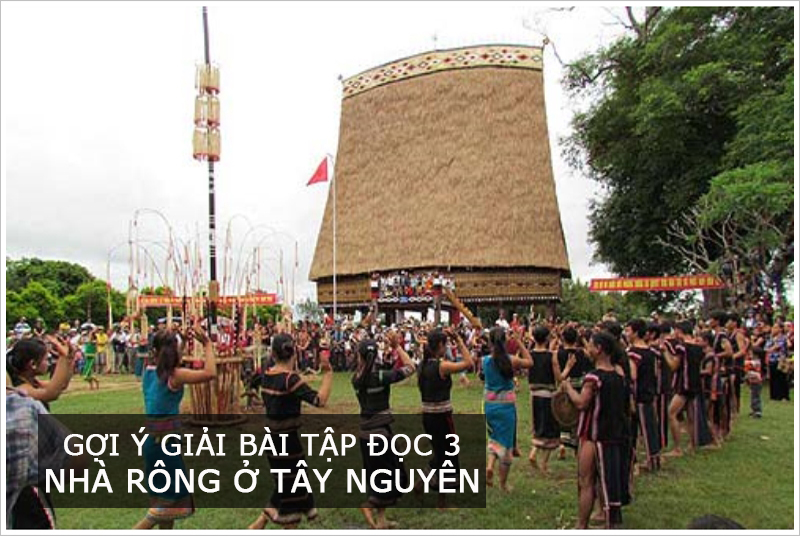 GỢI Ý GIẢI BÀI TẬP ĐỌC 3
NHÀ RÔNG Ở TÂY NGUYÊN